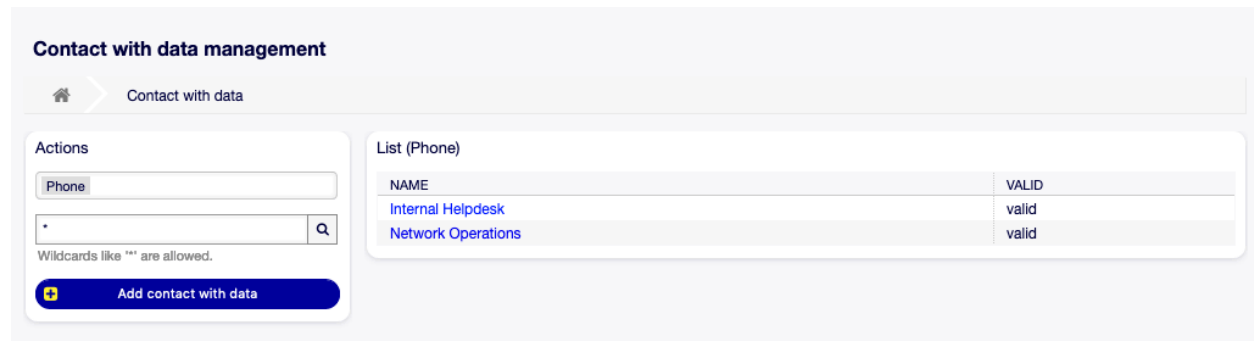 Contact with data management
Contact with data
Actions
Phone
*
Wildcards like '*' are allowed.
Add contact with data
List (Phone)
NAME VALID
Internal Helpdesk valid
Network Operations valid